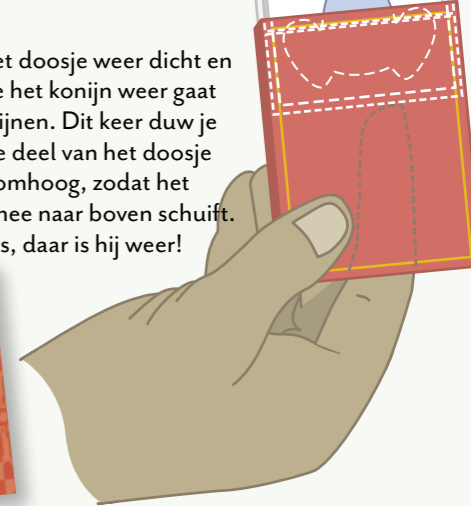 et doosje weer dicht en
e het konijn weer gaat
ijnen. Dit keer duw je
e deel van het doosje
omhoog, zodat het
nee naar boven schuift.
s, daar is hij weer!